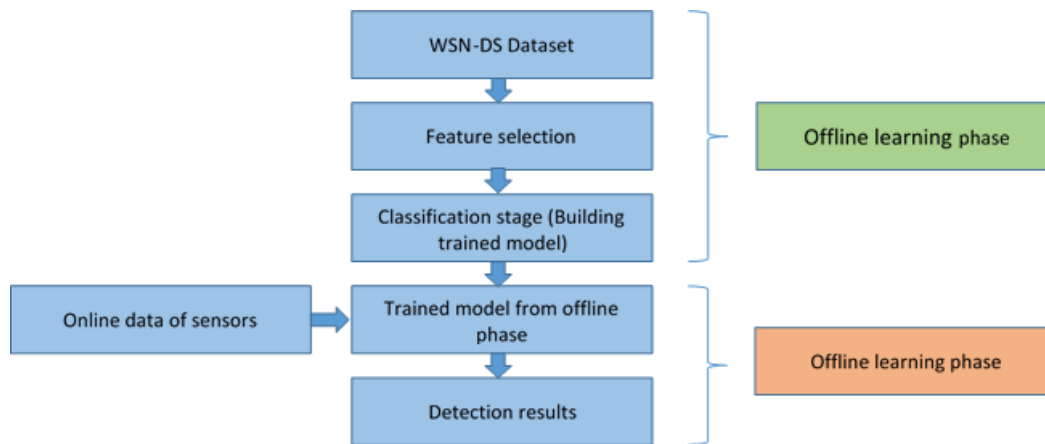 WSN-DS Dataset
Feature selection
Offline learning phase
Classification stage (Building
trained model)
Online data of sensors
Trained model from offline
phase
Offline learning phase
Detection results